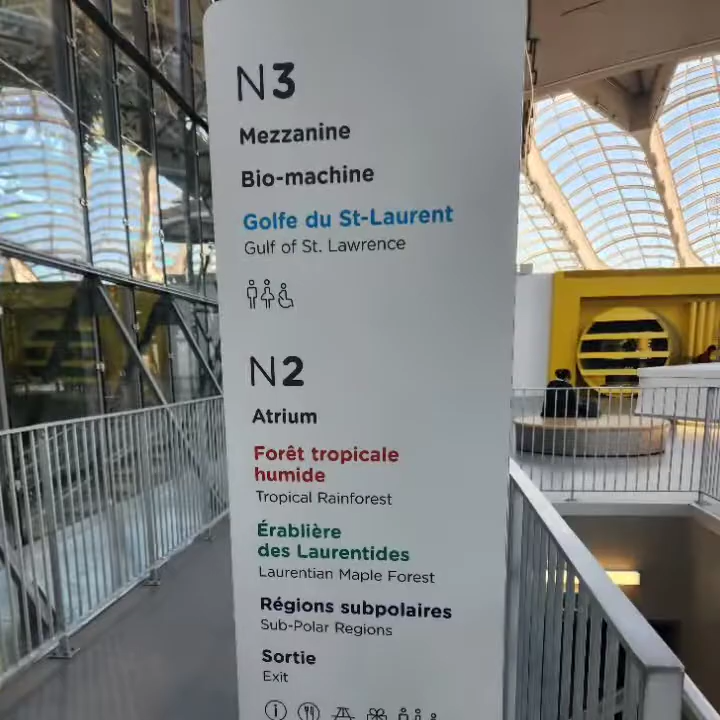 N3
Mezzanine
Bio-machine
Golfe du St-Laurent
Gulf of St. Lawrence
N2
Atrium
Forêt tropicale
humide
Tropical Rainforest
Érablière
des Laurentides
Laurentian Maple Forest
Régions subpolaires
Sub-Polar Regions
Sortie
Exit